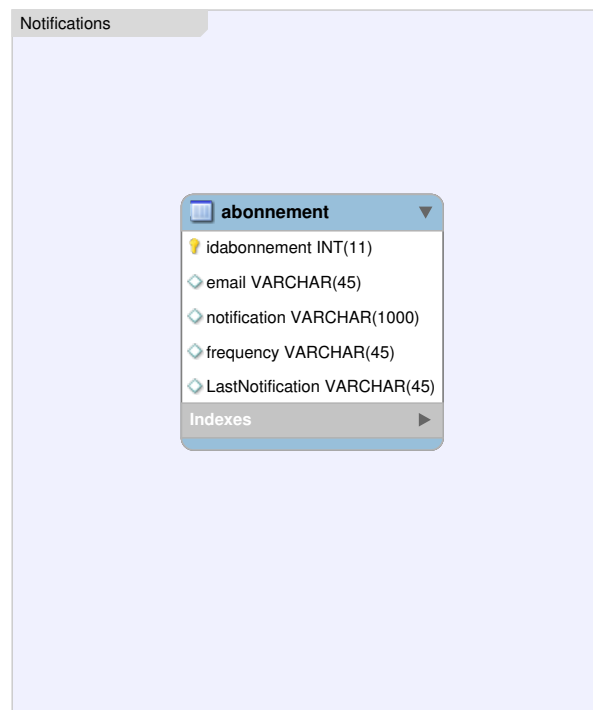 Notifications
abonnement
idabonnement INT(11)
email VARCHAR(45)
notification VARCHAR(1000)
frequency VARCHAR(45)
LastNotification VARCHAR(45)
Indexes